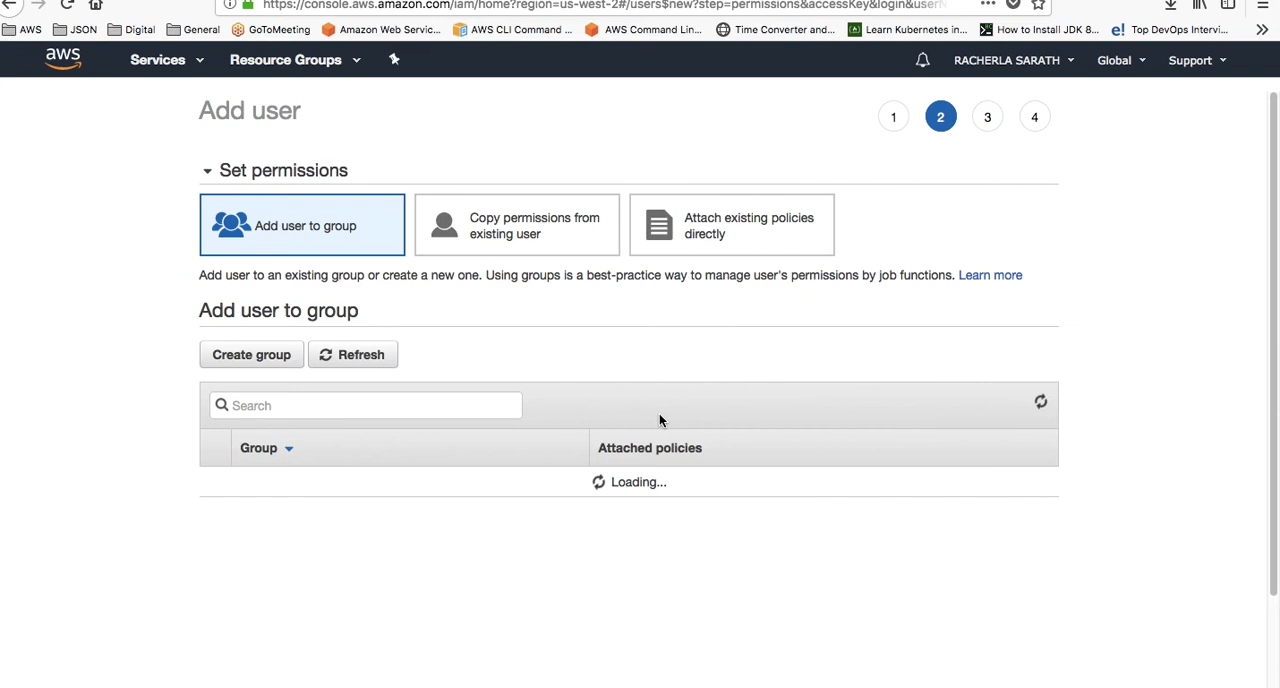 https://console.aws.amazon.com/iam/home?region=us-west-2#/users$new?step=permissions&accessKey&login&userN
AWS JSON Digital General GoToMeeting Amazon Web Servic... AWS CLI Command ... AWS Command Lin... Time Converter and... Learn Kubernetes in... How to Install JDK 8... e! Top DevOps Intervi...
aws Services Resource Groups RACHERLA SARATH Global Support
Add user
1 2 3 4
Set permissions
Add user to group
Copy permissions from
existing user
Attach existing policies
directly
Add user to an existing group or create a new one. Using groups is a best-practice way to manage user's permissions by job functions. Learn more
Add user to group
Create group Refresh
Search
Group Attached policies
Loading...